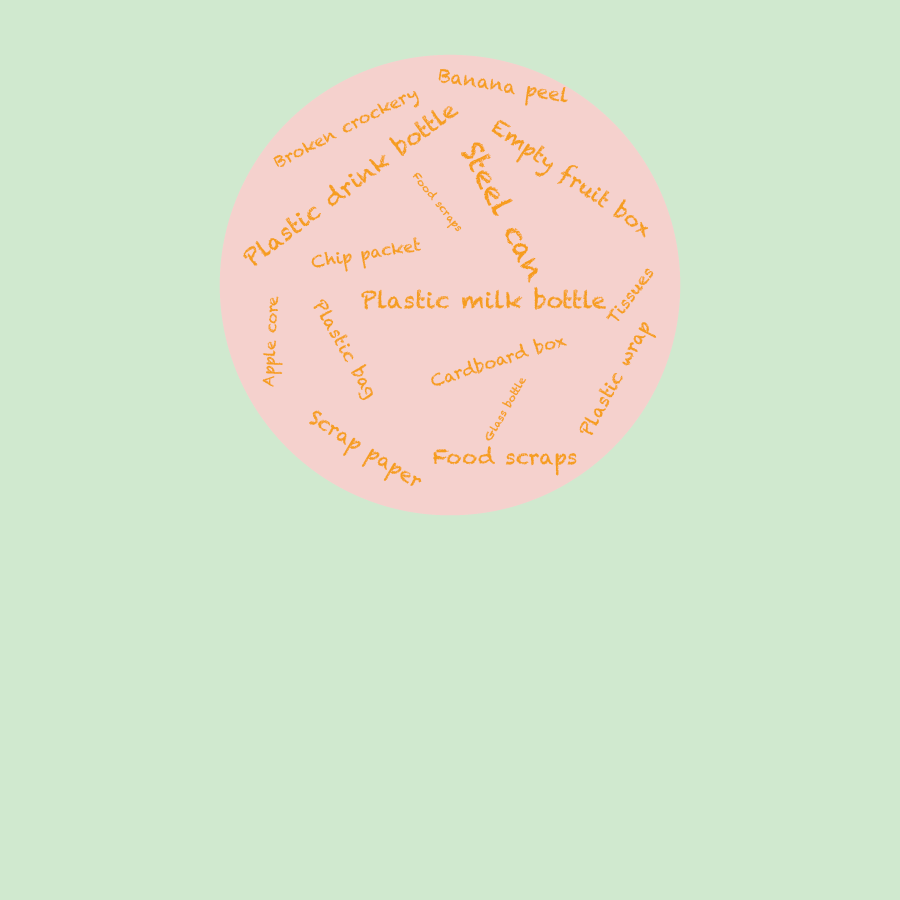 Banana peel
Broken crockery
Plastic drink bottle
Empty fruit box
Steel can
Food scraps
Chip packet
Plastic milk bottle
Tissues
Apple core
Plastic bag
Cardboard box
Plastic wrap
Glass bottle
Scrap paper
Food scraps